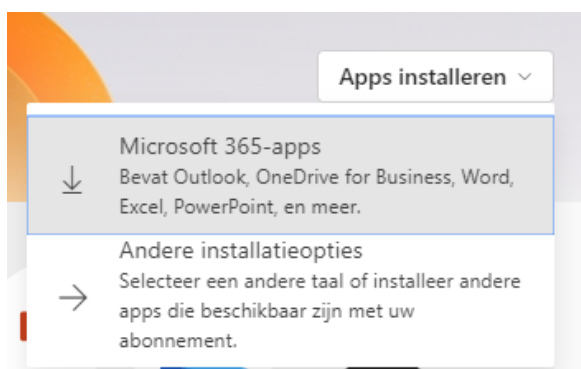 Apps installeren
Microsoft 365-apps
Bevat Outlook, OneDrive for Business, Word,
Excel, PowerPoint, en meer.
Andere installatieopties
Selecteer een andere taal of installeer andere
apps die beschikbaar zijn met uw
abonnement.